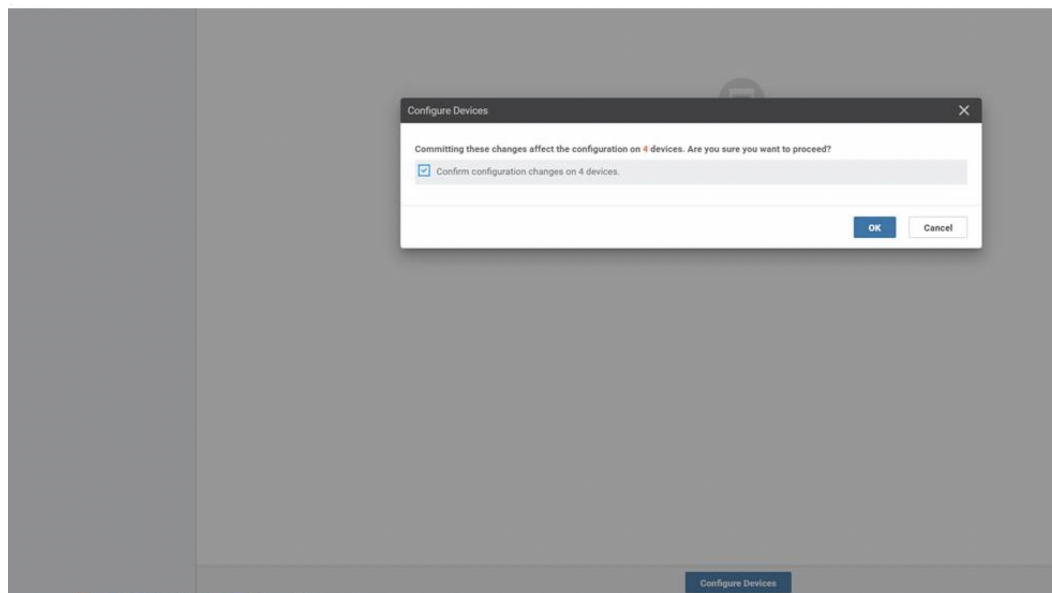 Configure Devices
Committing these changes affect the configuration on 4 devices. Are you sure you want to proceed?
Confirm configuration changes on 4 devices.
OK Cancel
Configure Devices